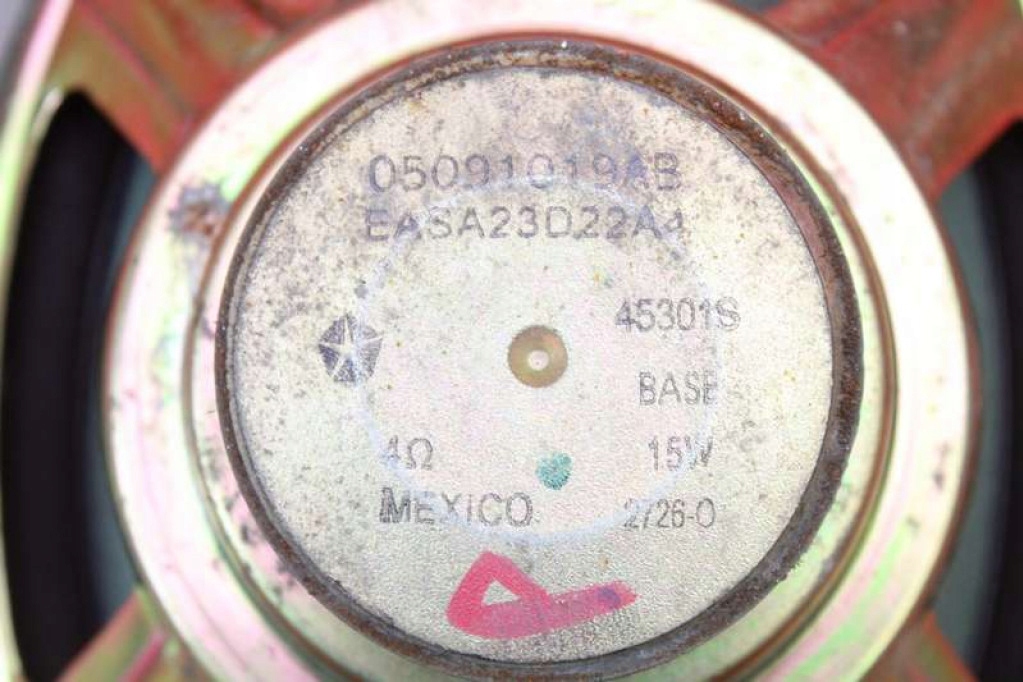 05091019AB
EASA23D22A4
45301S
BASE
4Ω 15W
MEXICO 2726-0